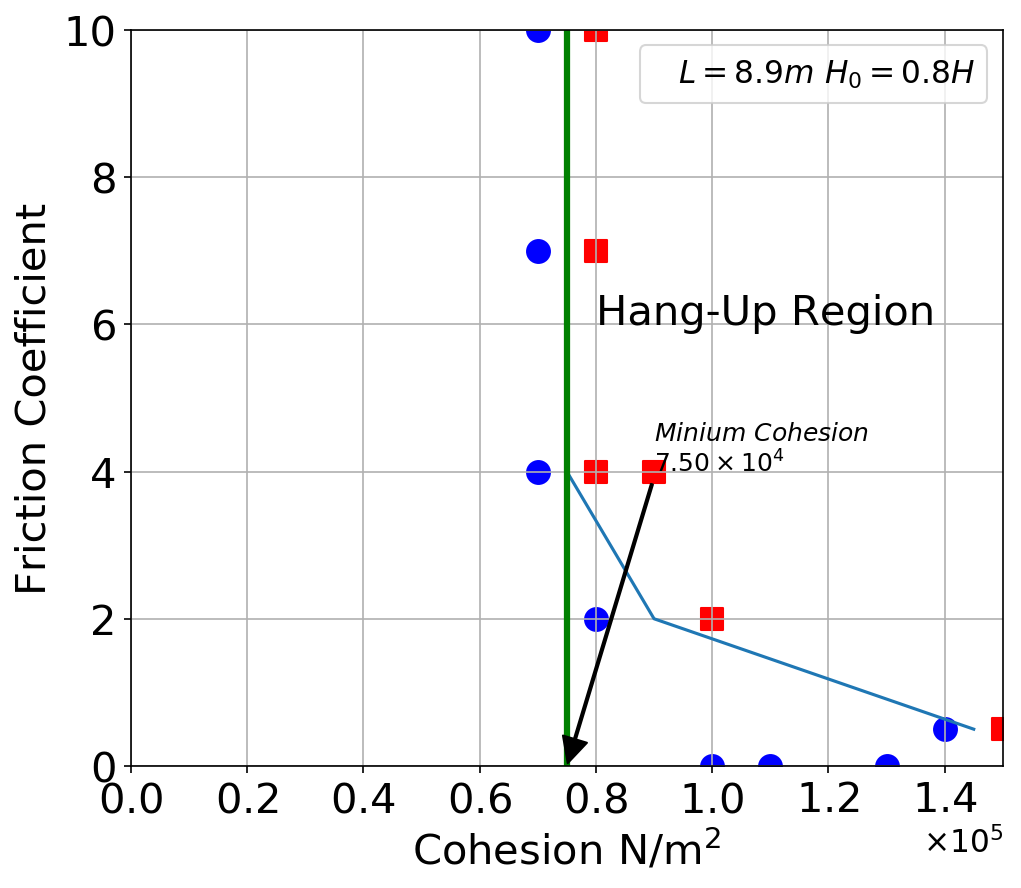 10
8
6
4
2
0
Friction Coefficient
L = 8.9m H₀ = 0.8H
Hang-Up Region
Minium Cohesion
7.50 × 10⁴
0.0 0.2 0.4 0.6 0.8 1.0 1.2 1.4
×10⁵
Cohesion N/m²